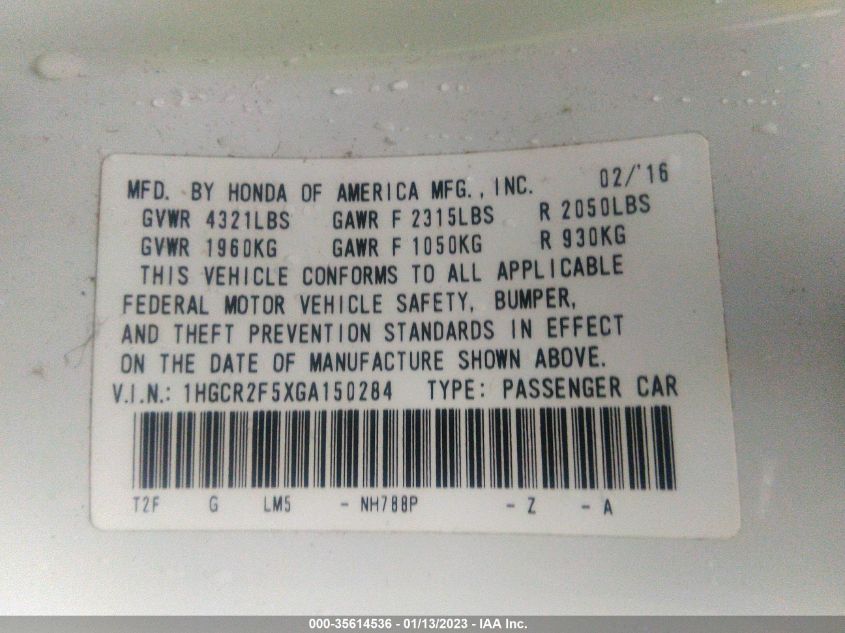 MFD. BY HONDA OF AMERICA MFG., INC. 02/'16
GVWR 4321LBS GAWR F 2315LBS R 2050LBS
GVWR 1960KG GAWR F 1050KG R 930KG
THIS VEHICLE CONFORMS TO ALL APPLICABLE
FEDERAL MOTOR VEHICLE SAFETY, BUMPER,
AND THEFT PREVENTION STANDARDS IN EFFECT
ON THE DATE OF MANUFACTURE SHOWN ABOVE.
V.I.N.: 1HGCR2F5XGA150284 TYPE: PASSENGER CAR
T2F G LM5 - NH788P - Z - A
000-35614536 - 01/13/2023 - IAA Inc.